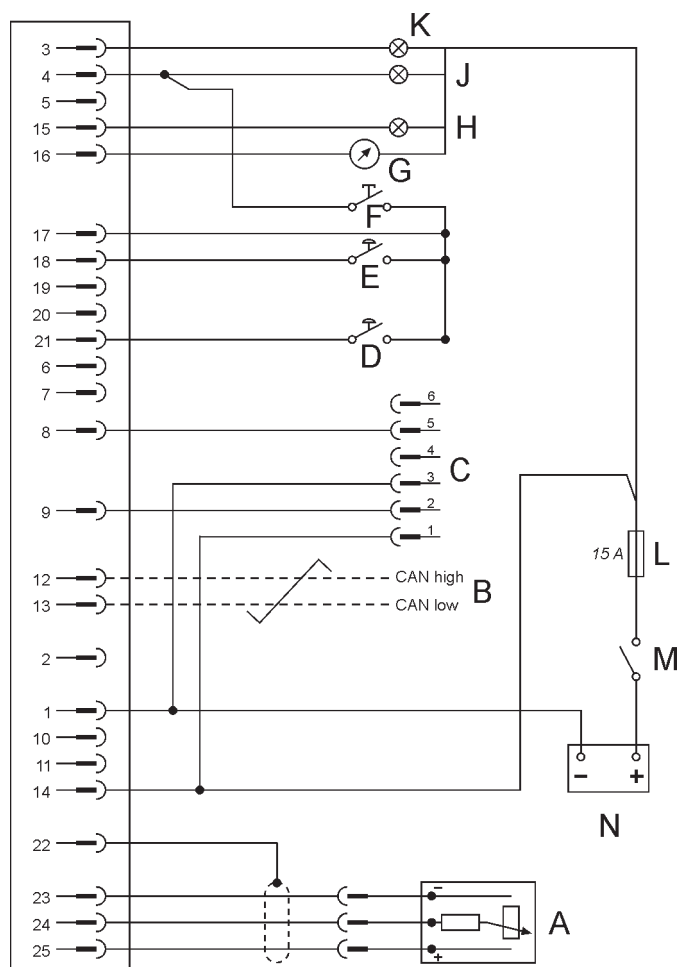 3 K
4 J
5
15 H
16 G
F
17
18 E
19
20
21 D
6
7
6
8 5
4
3 C
9 2
1
15 A L
12 CAN high B
13 CAN low
2 M
1
10
11
14 − + N
22
23 −
24 A
25 +